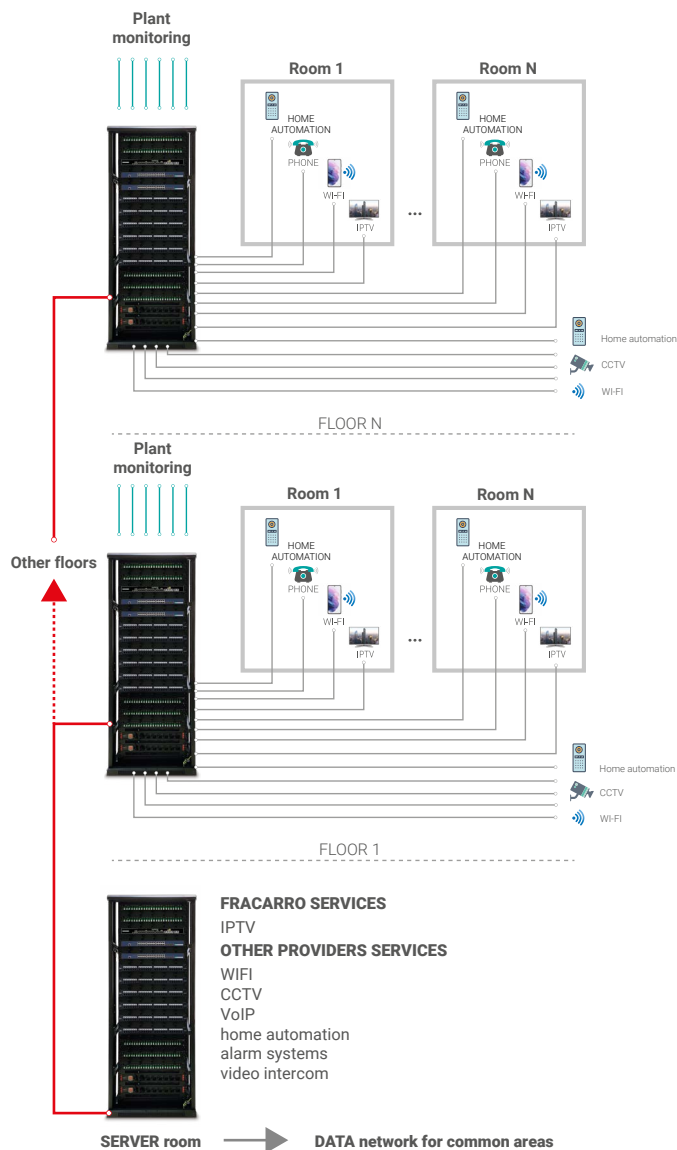 Plant
monitoring
Room 1
Room N
HOME
AUTOMATION
PHONE
WI-FI
IPTV
...
HOME
AUTOMATION
PHONE
WI-FI
IPTV
Home automation
CCTV
WI-FI
FLOOR N
Plant
monitoring
Room 1
Room N
HOME
AUTOMATION
PHONE
WI-FI
IPTV
...
HOME
AUTOMATION
PHONE
WI-FI
IPTV
Other floors
Home automation
CCTV
WI-FI
FLOOR 1
FRACARRO SERVICES
IPTV
OTHER PROVIDERS SERVICES
WIFI
CCTV
VoIP
home automation
alarm systems
video intercom
SERVER room
DATA network for common areas